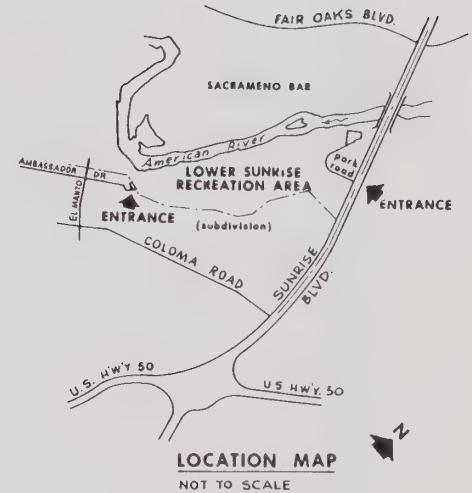 FAIR OAKS BLVD.
SACRAMENO BAR
American River
Park
road
LOWER SUNRISE
RECREATION AREA
AMBASSADOR DR
EL MANTO
ENTRANCE
ENTRANCE
(subdivision)
COLOMA ROAD
SUNRISE
BLVD.
U.S. HW'Y 50
US HWY. 50
N
LOCATION MAP
NOT TO SCALE